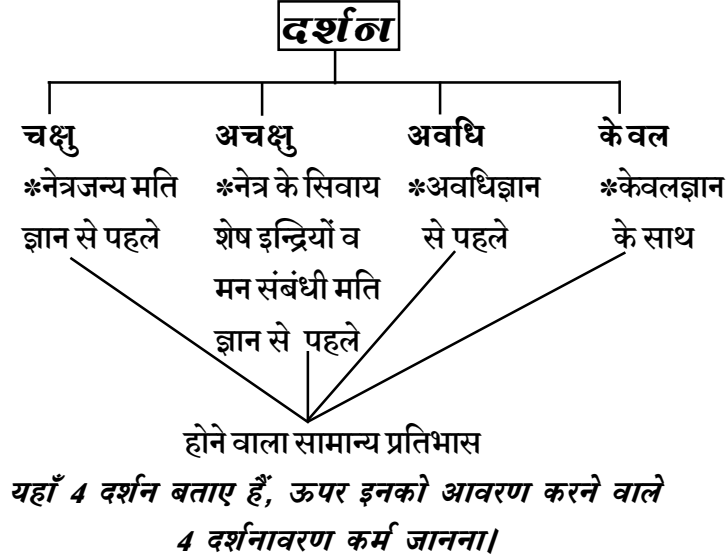 दर्शन
चक्षु अचक्षु अवधि केवल
*नेत्रजन्य मति *नेत्र के सिवाय *अवधिज्ञान *केवलज्ञान
ज्ञान से पहले शेष इन्द्रियों व से पहले के साथ
मन संबंधी मति
ज्ञान से पहले
होने वाला सामान्य प्रतिभास
यहाँ 4 दर्शन बताए हैं, ऊपर इनको आवरण करने वाले
4 दर्शनावरण कर्म जानना।